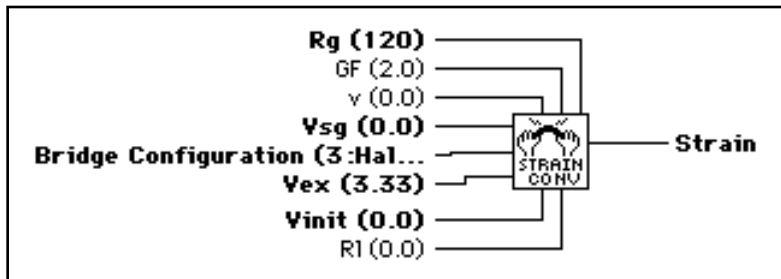 Rg (120)
GF (2.0)
v (0.0)
Vsg (0.0)
Bridge Configuration (3 :Hal...
Vex (3.33)
Vinit (0.0)
Rl (0.0)
STRAIN
CONV
Strain